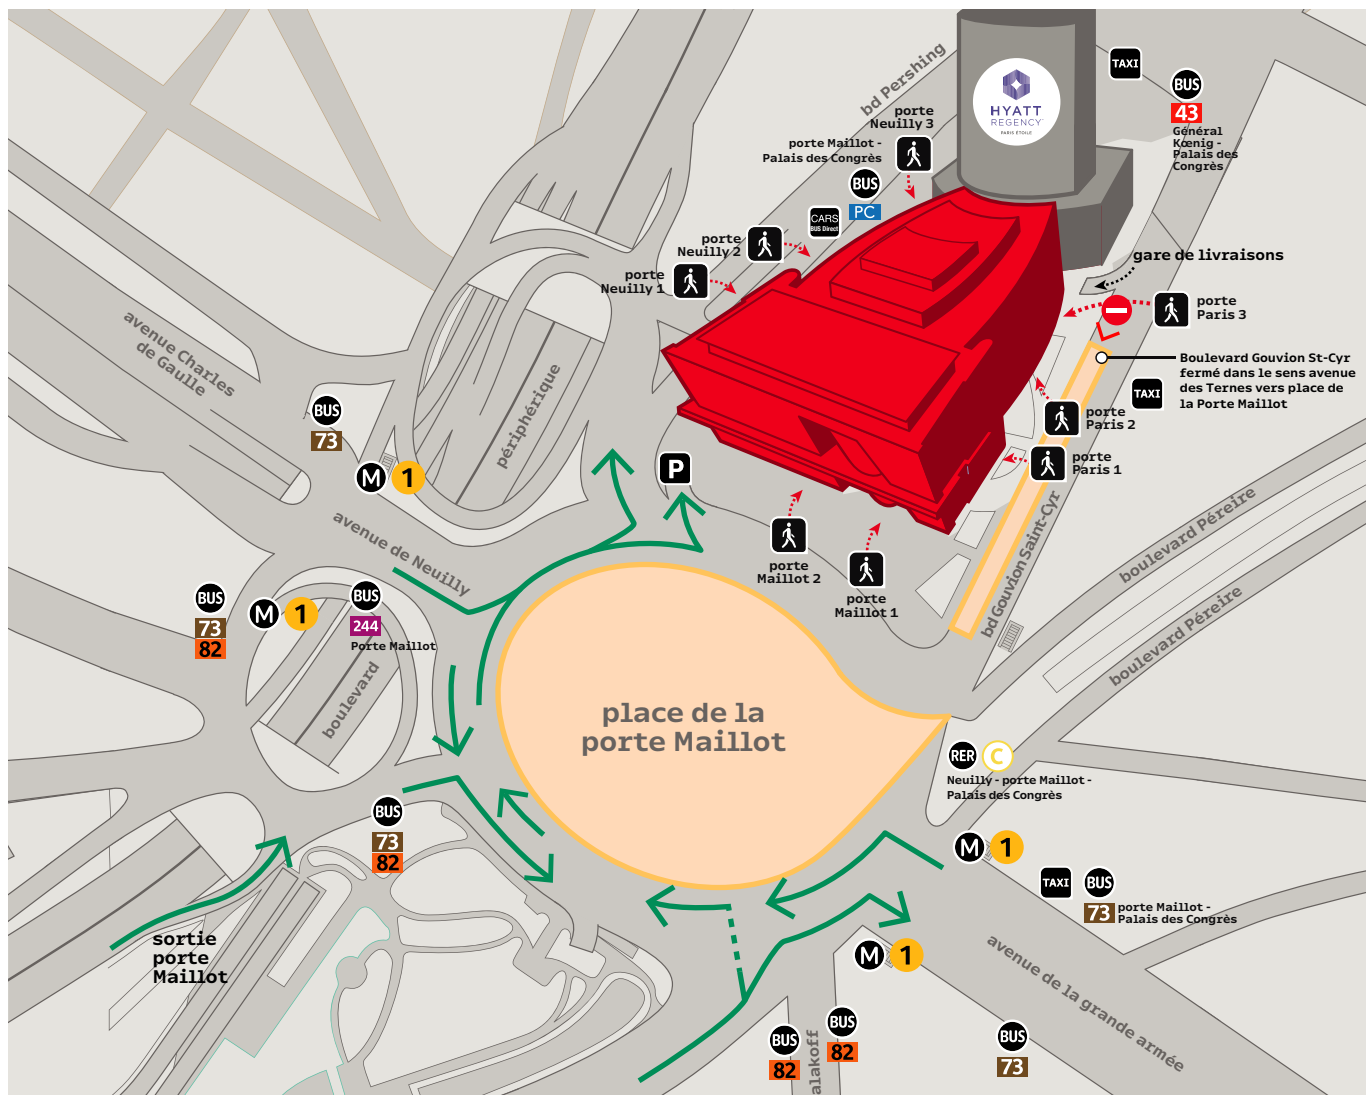 bd Pershing
HYATT
REGENCY
PARIS ETOILE
TAXI
BUS
43
Général
Kœnig -
Palais des
Congrès
porte
Neuilly 3
porte Maillot -
Palais des Congrès
BUS
PC
CARS
BUS Direct
porte
Neuilly 2
porte
Neuilly 1
gare de livraisons
porte
Paris 3
Boulevard Gouvion St-Cyr
fermé dans le sens avenue
des Ternes vers place de
la Porte Maillot
TAXI
porte
Paris 2
porte
Paris 1
avenue Charles
de Gaulle
périphérique
BUS
73
M 1
P
avenue de Neuilly
porte
Maillot 2
porte
Maillot 1
bd Gouvion Saint-Cyr
boulevard Péreire
boulevard Péreire
BUS
73
82
M 1
BUS
244
Porte Maillot
boulevard
place de la
porte Maillot
RER C
Neuilly - porte Maillot -
Palais des Congrès
BUS
73
82
M 1
TAXI
BUS
73
porte Maillot -
Palais des Congrès
sortie
porte
Maillot
M 1
avenue de la grande armée
BUS
82
BUS
82
alakoff
BUS
73